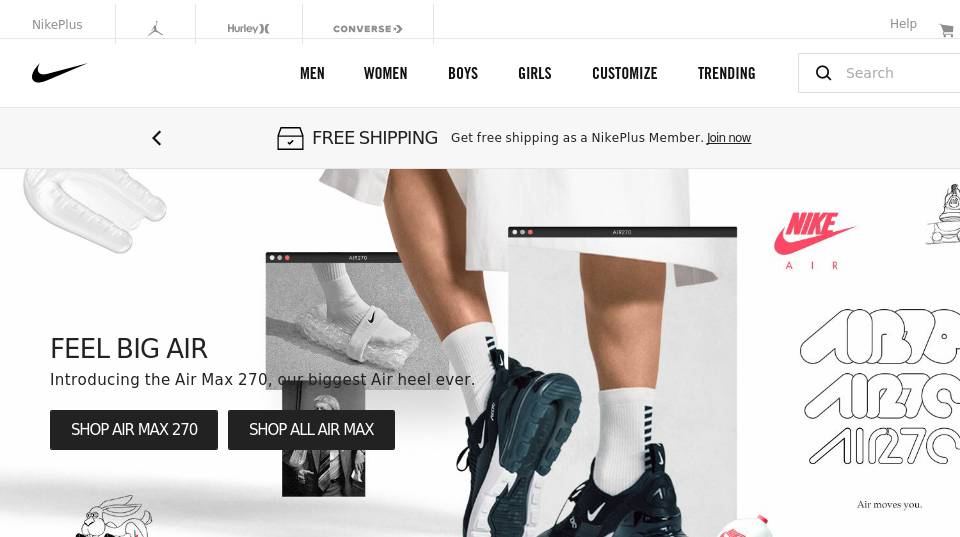 NikePlus
Hurley
CONVERSE
Help
MEN WOMEN BOYS GIRLS CUSTOMIZE TRENDING
Search
FREE SHIPPING Get free shipping as a NikePlus Member. Join now
AIR270
AIR270
NIKE
AIR
FEEL BIG AIR
Introducing the Air Max 270, our biggest Air heel ever.
SHOP AIR MAX 270 SHOP ALL AIR MAX
AIR270
Air moves you.